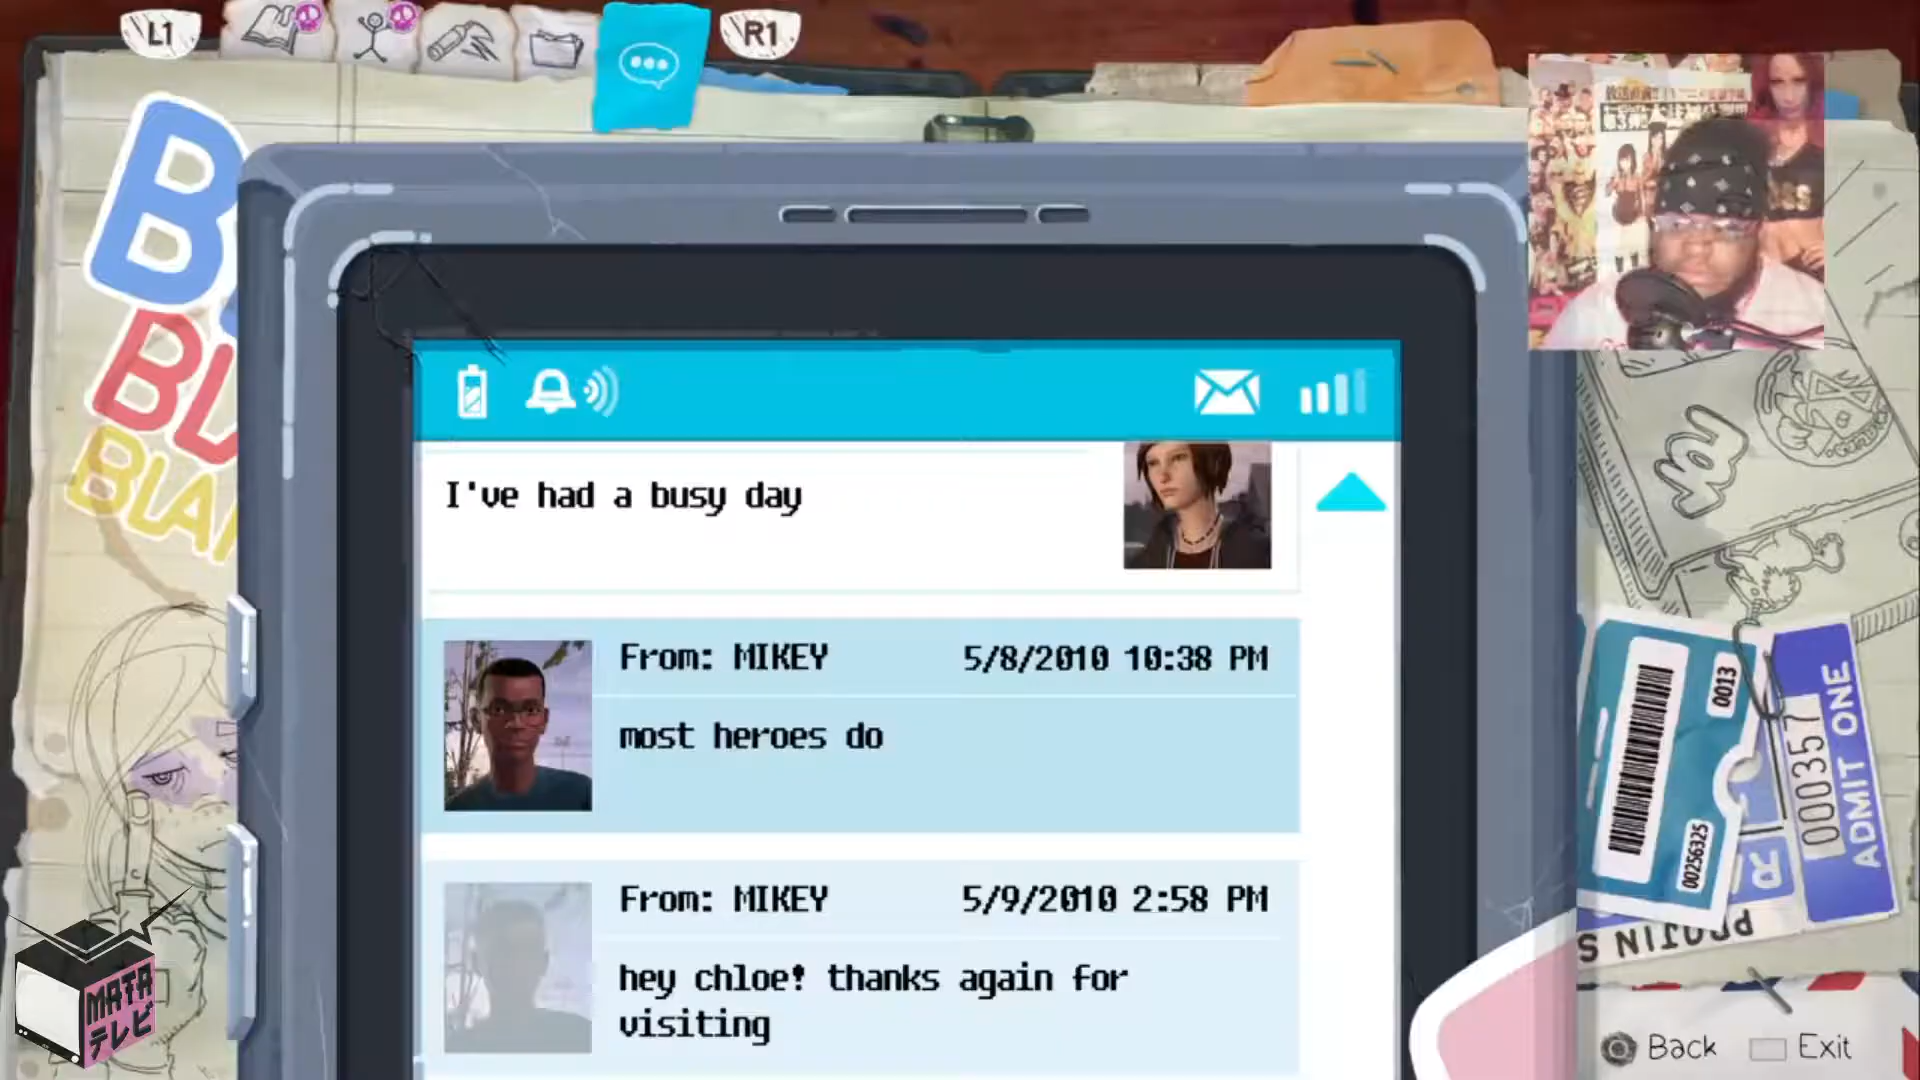 L1
R1
BL
BLA
I've had a busy day
From: MIKEY 5/8/2010 10:38 PM
most heroes do
From: MIKEY 5/9/2010 2:58 PM
hey chloe! thanks again for
visiting
0013
00256325
000357
ADMIT ONE
MATA
テレビ
Back
Exit